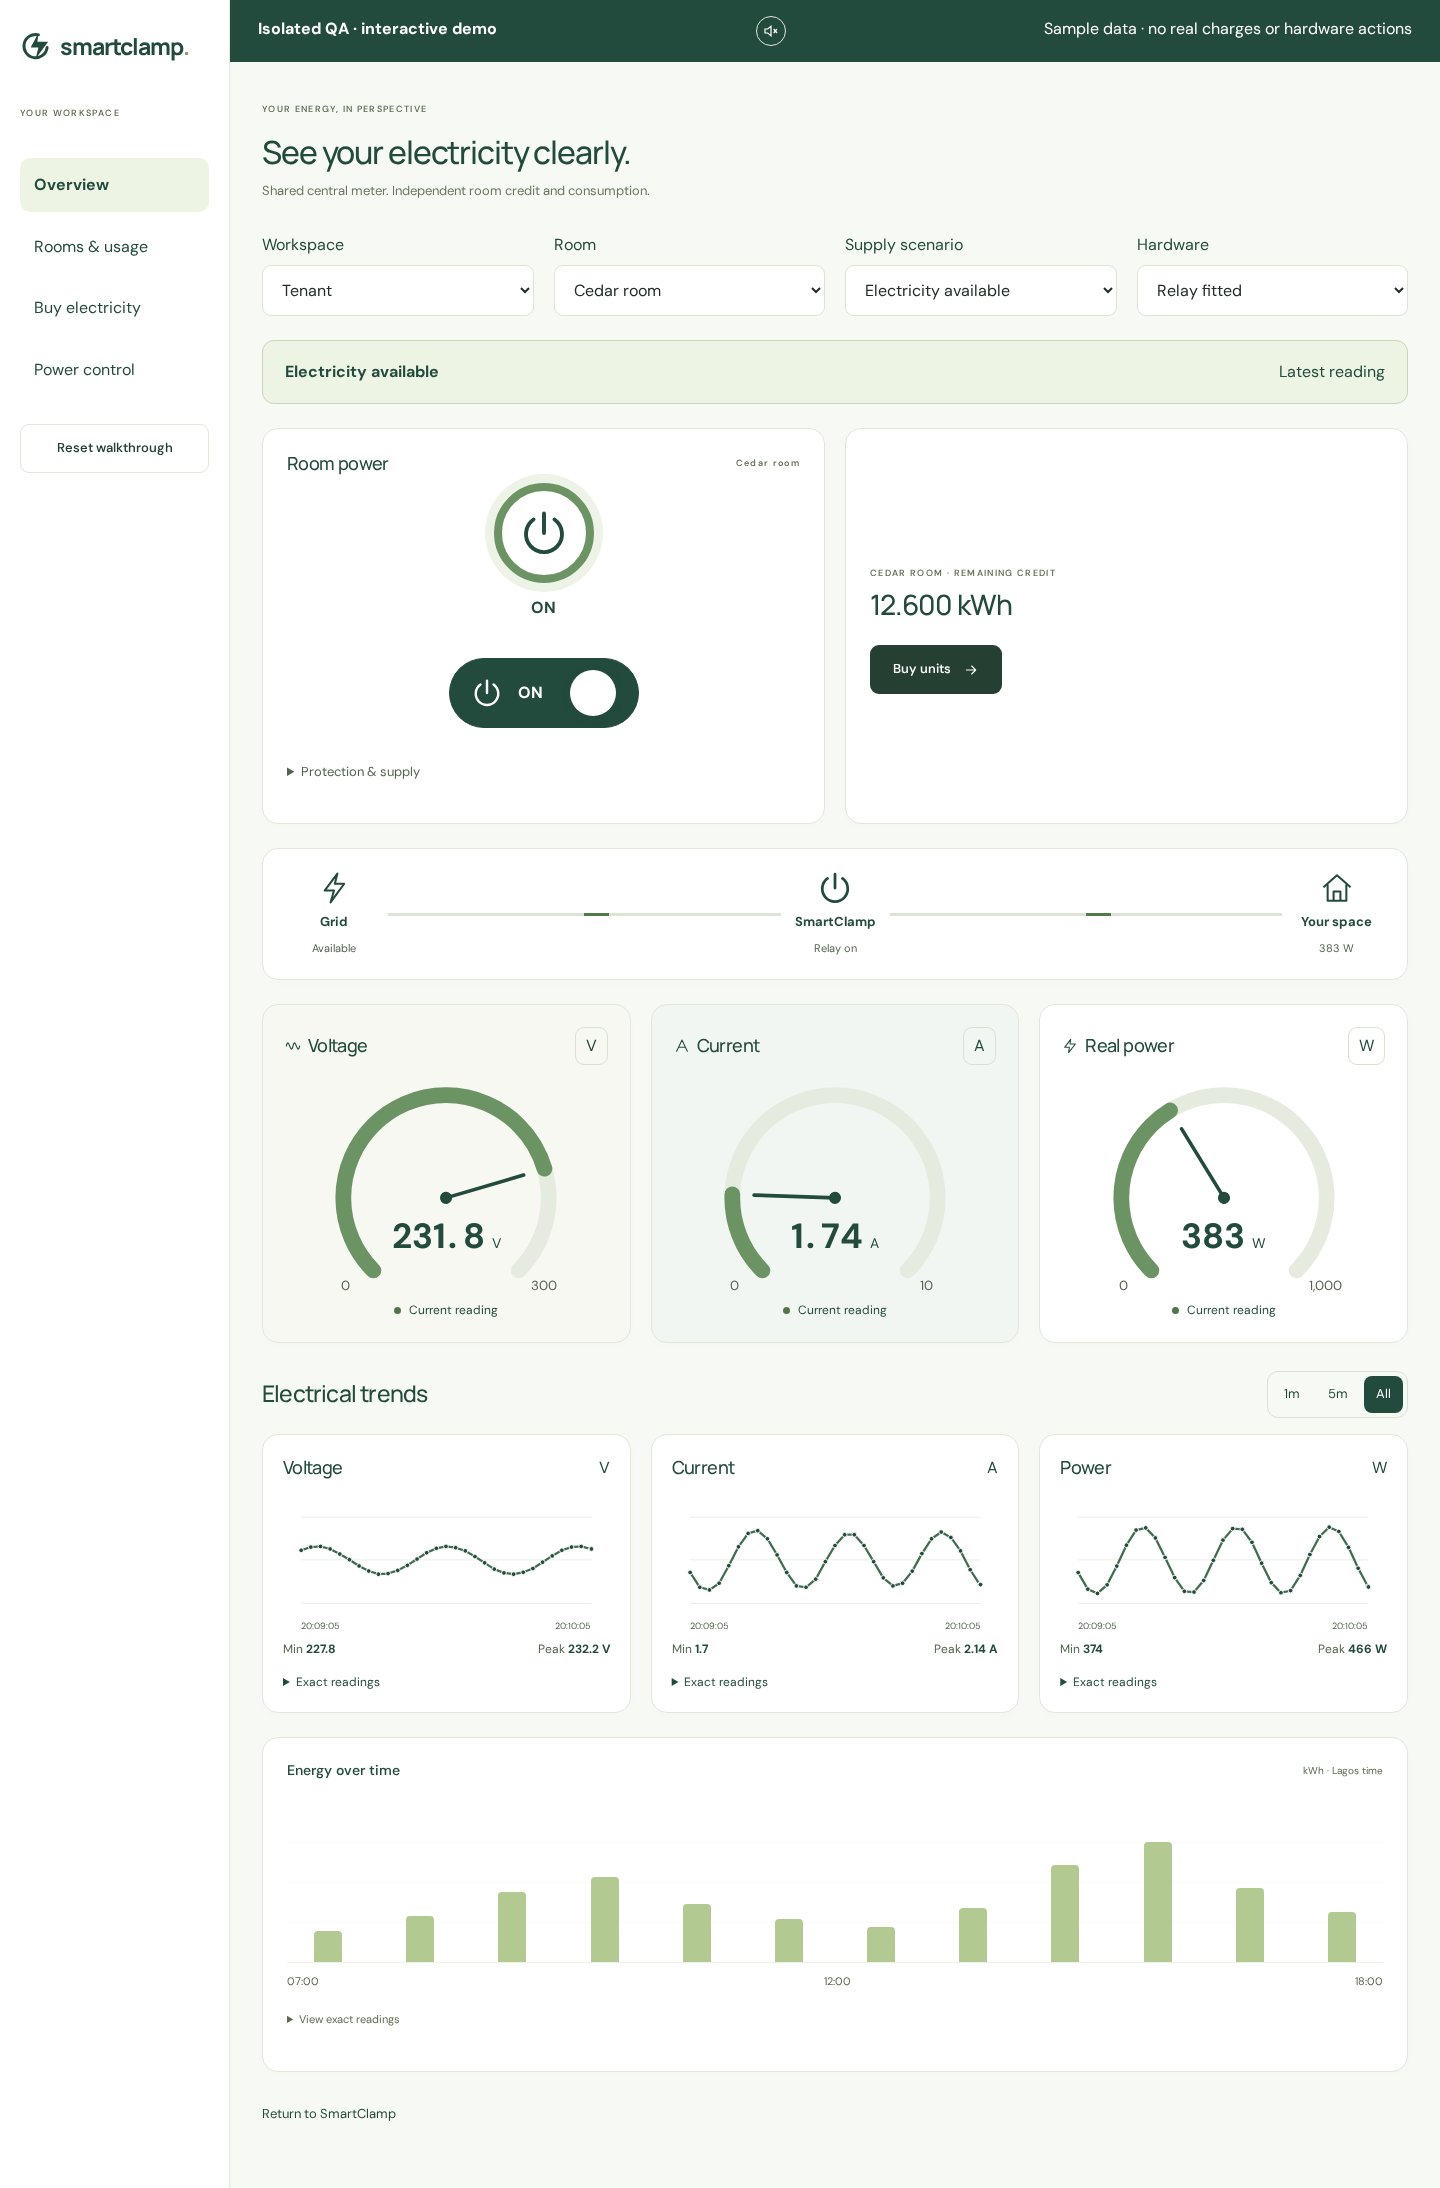 smartclamp.
Isolated QA · interactive demo
Sample data · no real charges or hardware actions
YOUR WORKSPACE
Overview
Rooms & usage
Buy electricity
Power control
Reset walkthrough
YOUR ENERGY, IN PERSPECTIVE
See your electricity clearly.
Shared central meter. Independent room credit and consumption.
Workspace
Room
Supply scenario
Hardware
Tenant
Cedar room
Electricity available
Relay fitted
Electricity available
Latest reading
Room power
Cedar room
ON
ON
Protection & supply
CEDAR ROOM · REMAINING CREDIT
12.600 kWh
Buy units →
Grid
Available
SmartClamp
Relay on
Your space
383 W
Voltage
V
231.8 V
0
300
Current reading
Current
A
1.74 A
0
10
Current reading
Real power
W
383 W
0
1,000
Current reading
Electrical trends
1m
5m
All
Voltage
V
20:09:05
20:10:05
Min 227.8
Peak 232.2 V
Exact readings
Current
A
20:09:05
20:10:05
Min 1.7
Peak 2.14 A
Exact readings
Power
W
20:09:05
20:10:05
Min 374
Peak 466 W
Exact readings
Energy over time
kWh · Lagos time
07:00
12:00
18:00
View exact readings
Return to SmartClamp